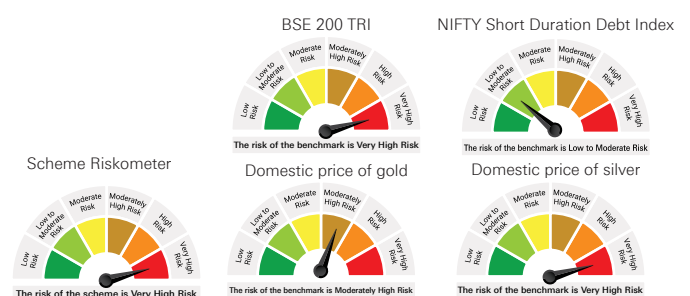 BSE 200 TRI
Low Risk
Low to Moderate Risk
Moderate Risk
Moderately High Risk
High Risk
Very High Risk
The risk of the benchmark is Very High Risk
NIFTY Short Duration Debt Index
Low Risk
Low to Moderate Risk
Moderate Risk
Moderately High Risk
High Risk
Very High Risk
The risk of the benchmark is Low to Moderate Risk
Scheme Riskometer
Low Risk
Low to Moderate Risk
Moderate Risk
Moderately High Risk
High Risk
Very High Risk
The risk of the scheme is Very High Risk
Domestic price of gold
Low Risk
Low to Moderate Risk
Moderate Risk
Moderately High Risk
High Risk
Very High Risk
The risk of the benchmark is Moderately High Risk
Domestic price of silver
Low Risk
Low to Moderate Risk
Moderate Risk
Moderately High Risk
High Risk
Very High Risk
The risk of the benchmark is Very High Risk